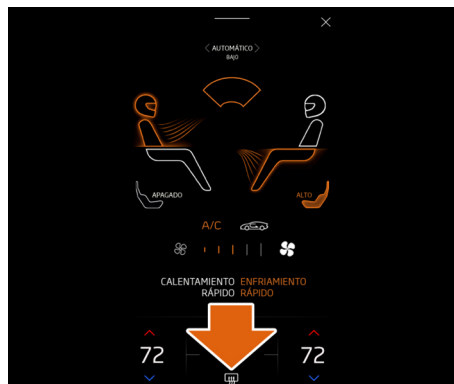 AUTOMÁTICO
BAJO
APAGADO
ALTO
A/C
CALENTAMIENTO ENFRIAMIENTO
RÁPIDO RÁPIDO
72 72